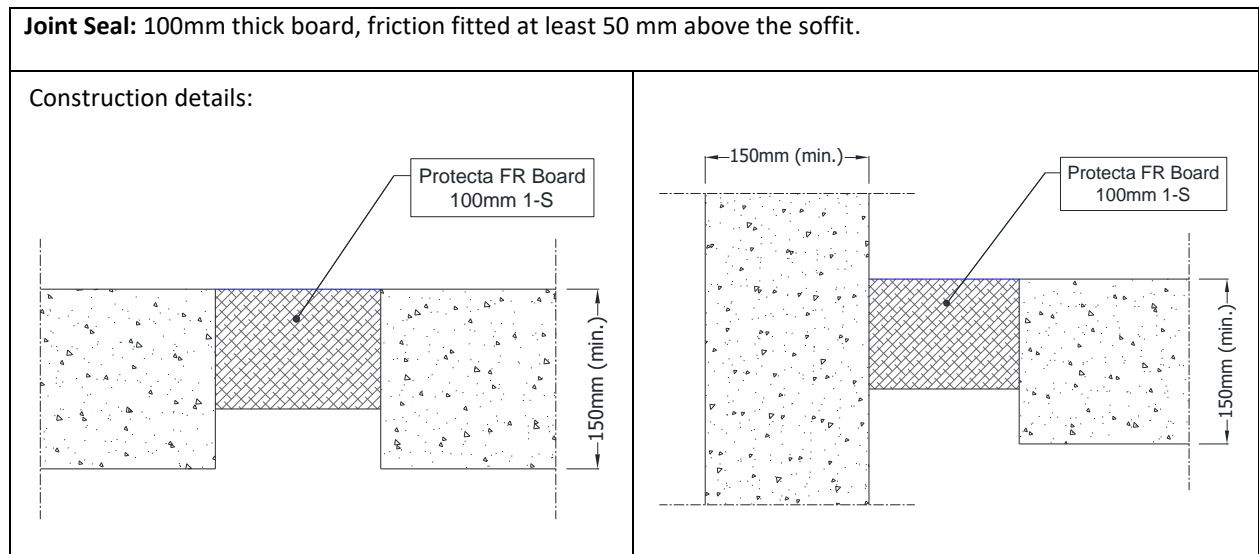 Joint Seal: 100mm thick board, friction fitted at least 50 mm above the soffit.
Construction details:
Protecta FR Board
100mm 1-S
150mm (min.)
150mm (min.)
Protecta FR Board
100mm 1-S
150mm (min.)